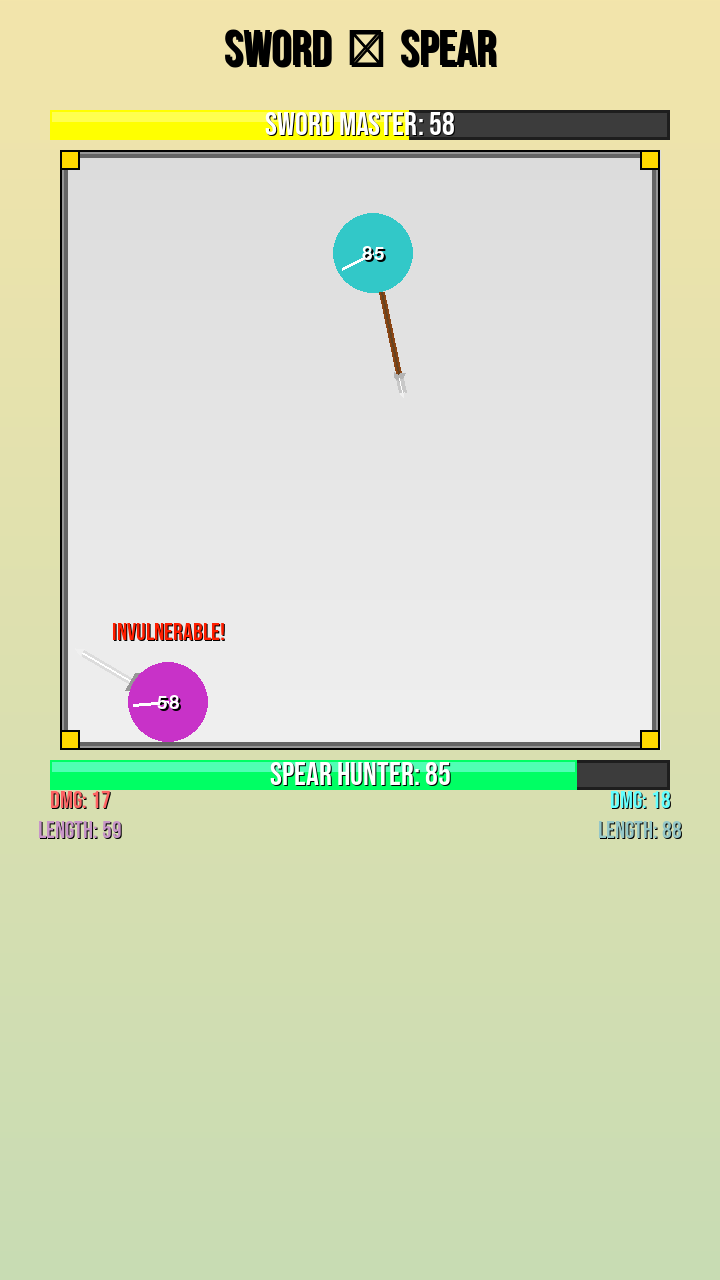 SWORD SPEAR
SWORD MASTER: 58
85
INVULNERABLE!
58
SPEAR HUNTER: 85
DMG: 17
DMG: 18
LENGTH: 59
LENGTH: 88